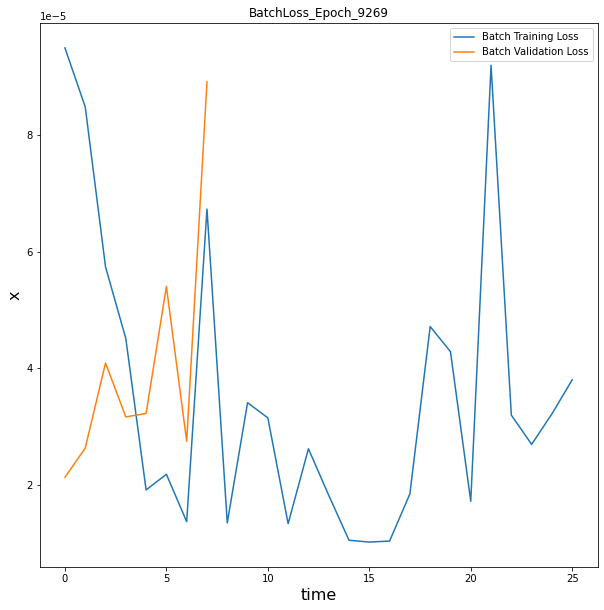 BatchLoss_Epoch_9269
1e−5
Batch Training Loss
Batch Validation Loss
8
6
4
2
x
0 5 10 15 20 25
time